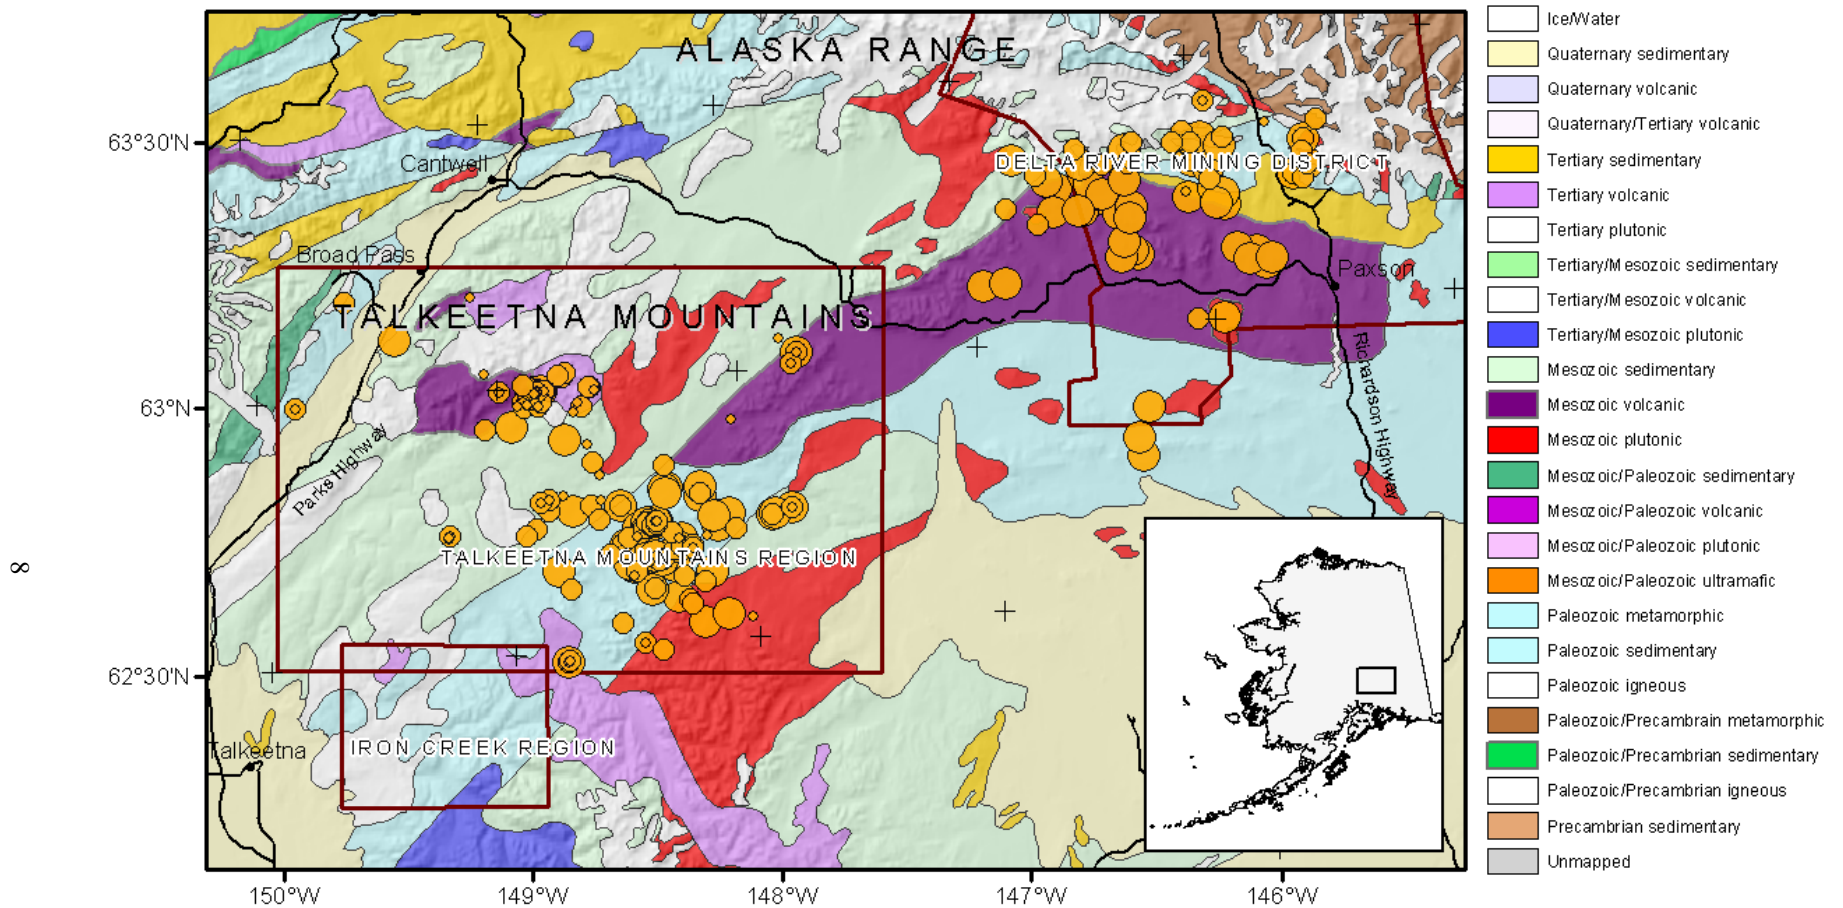 ALASKA RANGE
63°30'N
Cantwell
DELTA RIVER MINING DISTRICT
Broad Pass
Paxson
TALKEETNA MOUNTAINS
63°N
Parks Highway
Richardson Highway
TALKEETNA MOUNTAINS REGION
8
62°30'N
IRON CREEK REGION
Talkeetna
150°W
149°W
148°W
147°W
146°W
Ice/Water
Quaternary sedimentary
Quaternary volcanic
Quaternary/Tertiary volcanic
Tertiary sedimentary
Tertiary volcanic
Tertiary plutonic
Tertiary/Mesozoic sedimentary
Tertiary/Mesozoic volcanic
Tertiary/Mesozoic plutonic
Mesozoic sedimentary
Mesozoic volcanic
Mesozoic plutonic
Mesozoic/Paleozoic sedimentary
Mesozoic/Paleozoic volcanic
Mesozoic/Paleozoic plutonic
Mesozoic/Paleozoic ultramafic
Paleozoic metamorphic
Paleozoic sedimentary
Paleozoic igneous
Paleozoic/Precambrain metamorphic
Paleozoic/Precambrian sedimentary
Paleozoic/Precambrian igneous
Precambrian sedimentary
Unmapped